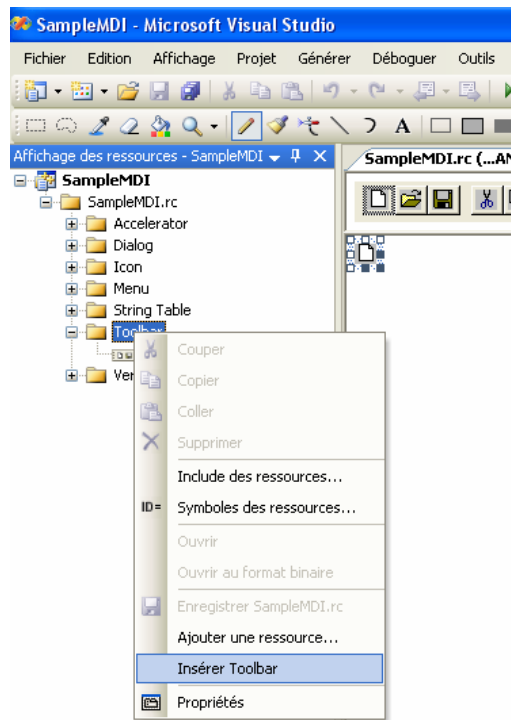 SampleMDI - Microsoft Visual Studio
Fichier Edition Affichage Projet Générer Déboguer Outils
Affichage des ressources - SampleMDI
SampleMDI.rc (...AN
SampleMDI
SampleMDI.rc
Accelerator
Dialog
Icon
Menu
String Table
Toolbar
Ver
Couper
Copier
Coller
Supprimer
Include des ressources...
ID= Symboles des ressources...
Ouvrir
Ouvrir au format binaire
Enregistrer SampleMDI.rc
Ajouter une ressource...
Insérer Toolbar
Propriétés